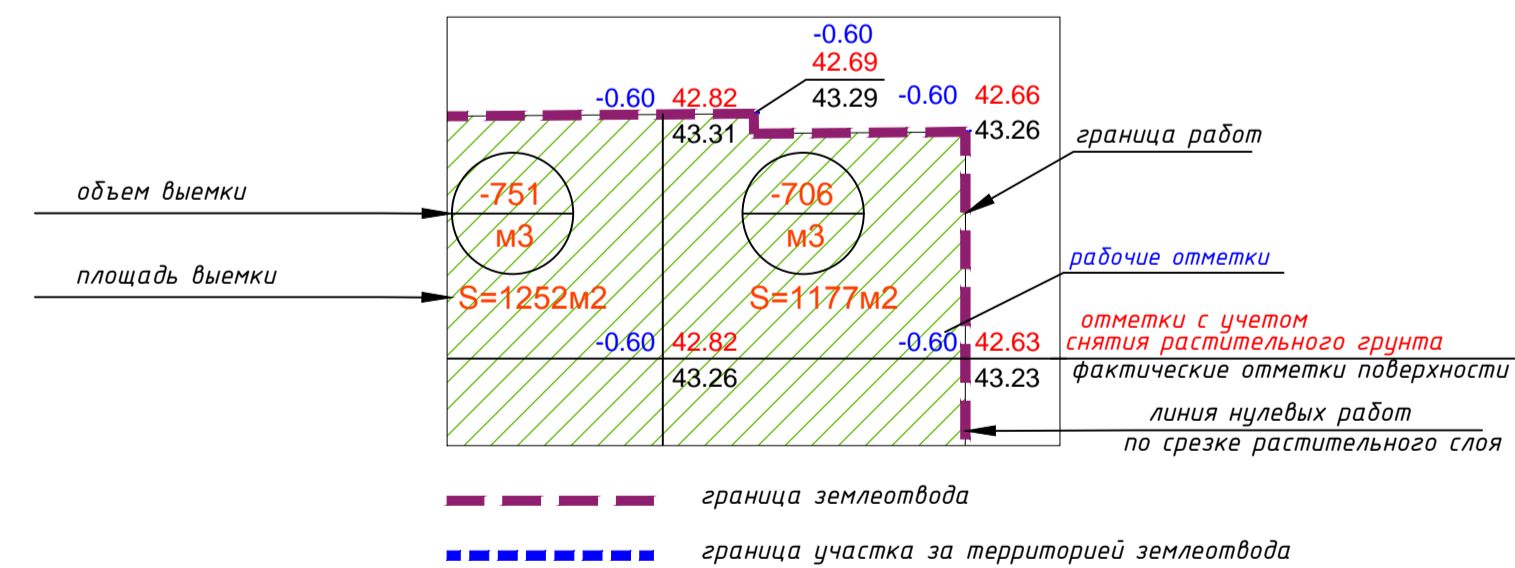 -0.60
42.69
43.29
-0.60 42.82
43.31
-0.60 42.66
43.26
граница работ
объем выемки
-751
м3
-706
м3
площадь выемки
S=1252м2
S=1177м2
рабочие отметки
-0.60 42.82
43.26
-0.60 42.63
43.23
отметки с учетом
снятия растительного грунта
фактические отметки поверхности
линия нулевых работ
по срезке растительного слоя
граница землеотвода
граница участка за территорией землеотвода